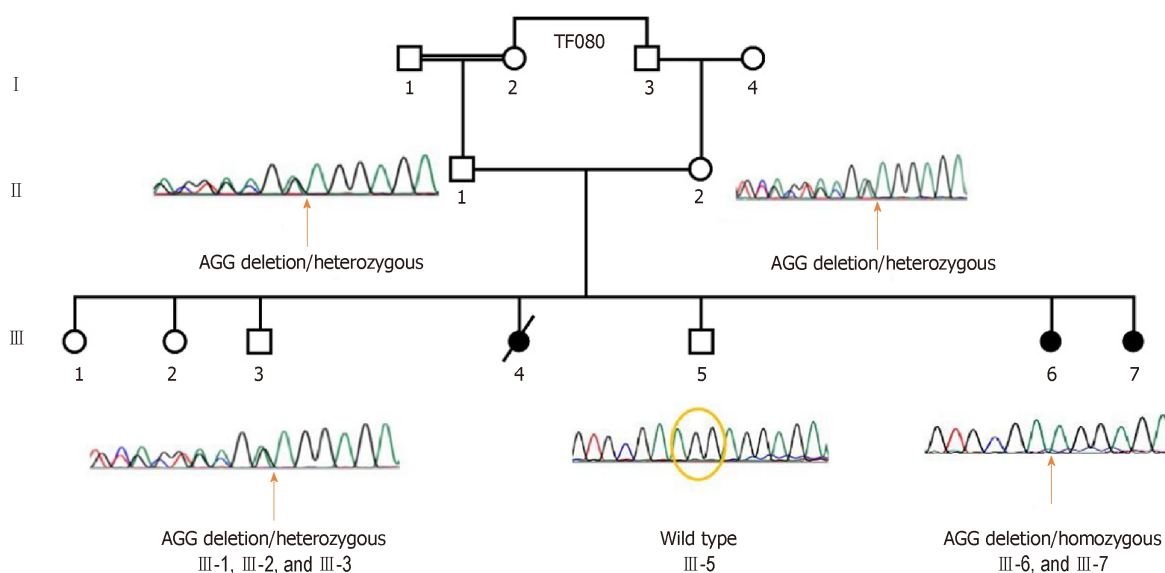 TF080
Ⅰ
1
2
3
4
Ⅱ
1
2
AGG deletion/heterozygous
AGG deletion/heterozygous
Ⅲ
1
2
3
4
5
6
7
AGG deletion/heterozygous
Ⅲ-1, Ⅲ-2, and Ⅲ-3
Wild type
Ⅲ-5
AGG deletion/homozygous
Ⅲ-6, and Ⅲ-7